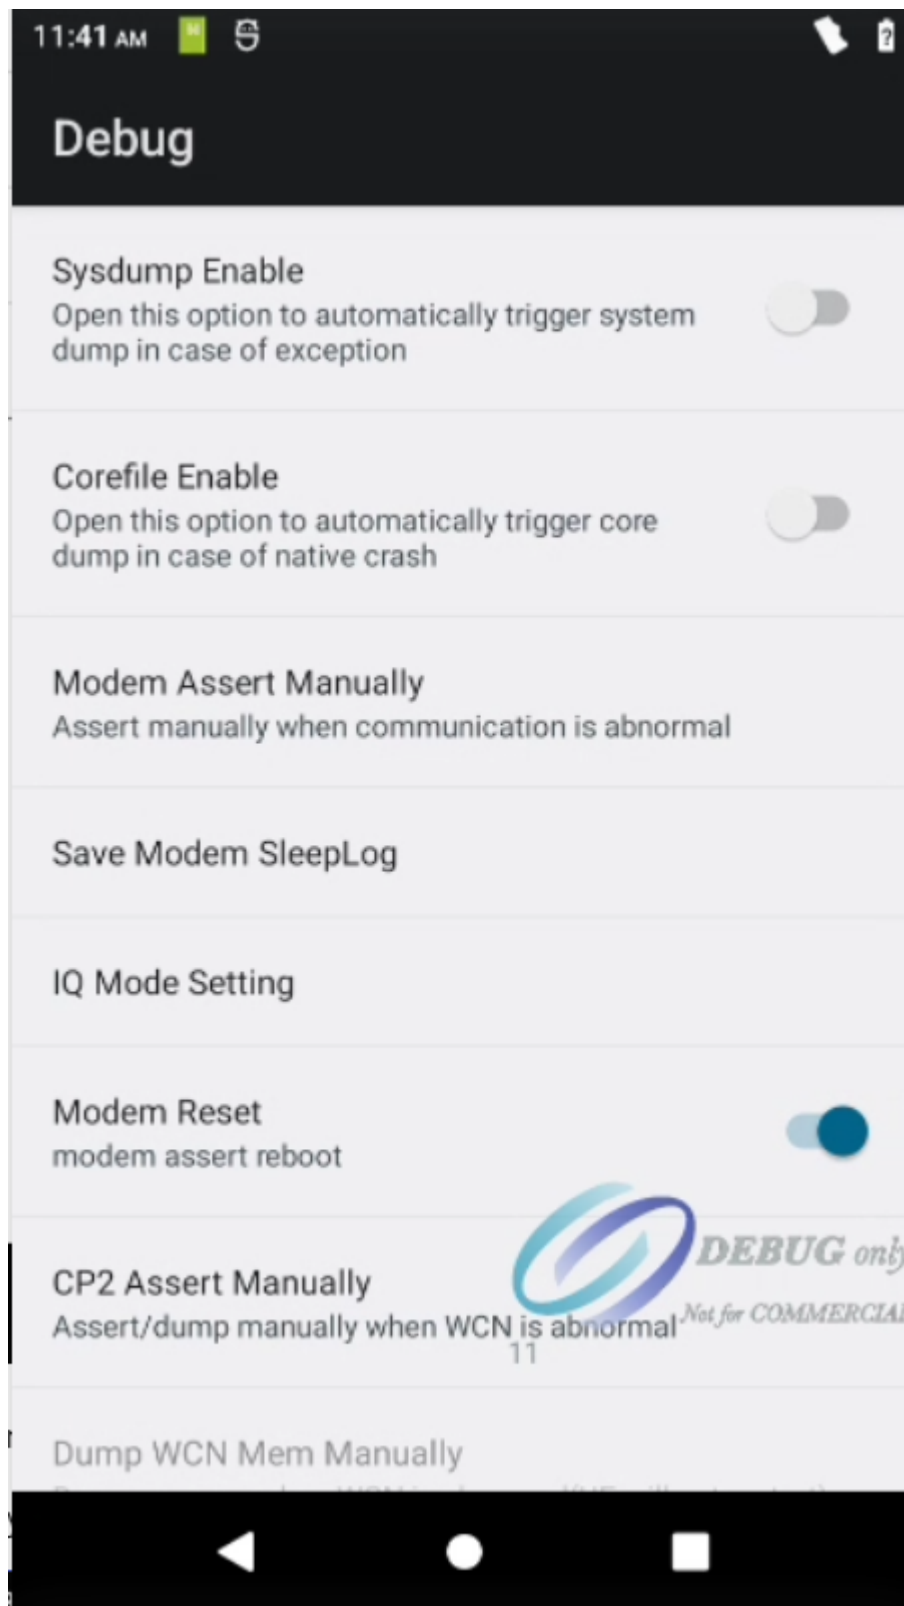 11:41 AM
Debug
Sysdump Enable
Open this option to automatically trigger system
dump in case of exception
Corefile Enable
Open this option to automatically trigger core
dump in case of native crash
Modem Assert Manually
Assert manually when communication is abnormal
Save Modem SleepLog
IQ Mode Setting
Modem Reset
modem assert reboot
DEBUG only
CP2 Assert Manually
Not for COMMERCIAL
Assert/dump manually when WCN is abnormal
11
Dump WCN Mem Manually